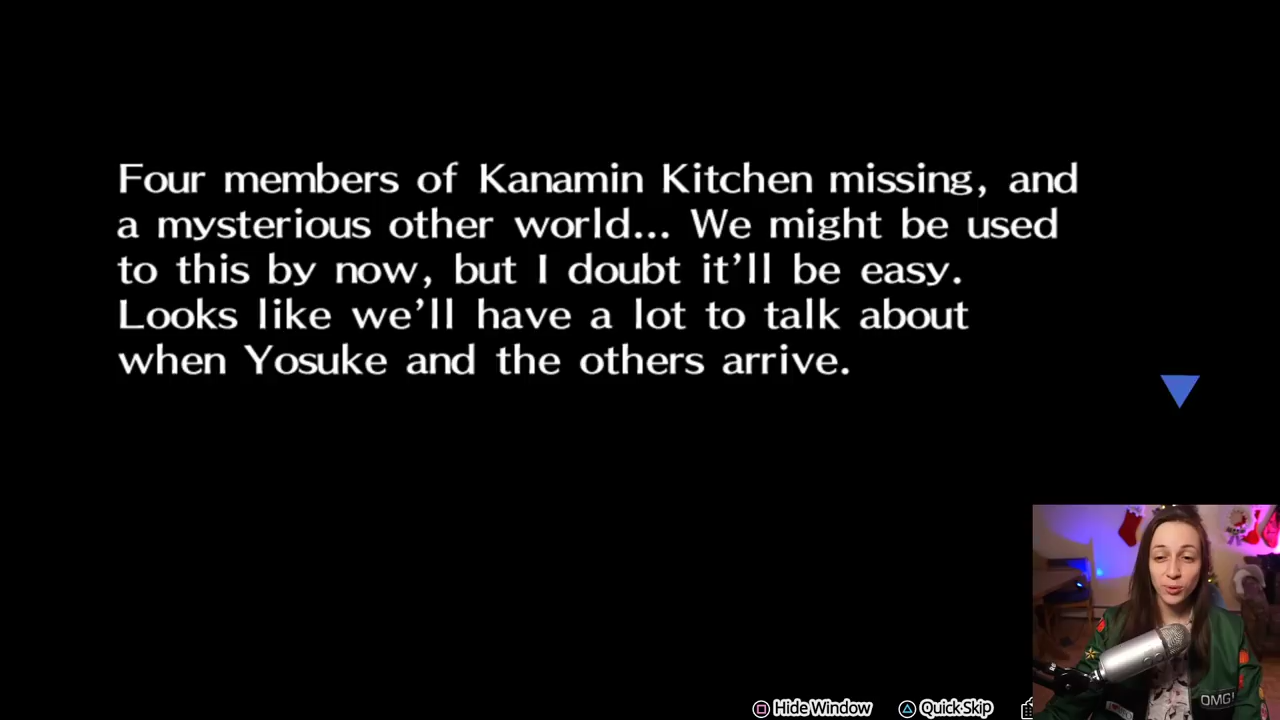 Four members of Kanamin Kitchen missing, and
a mysterious other world... We might be used
to this by now, but I doubt it'll be easy.
Looks like we'll have a lot to talk about
when Yosuke and the others arrive.
OMG!
Hide Window
Quick Skip